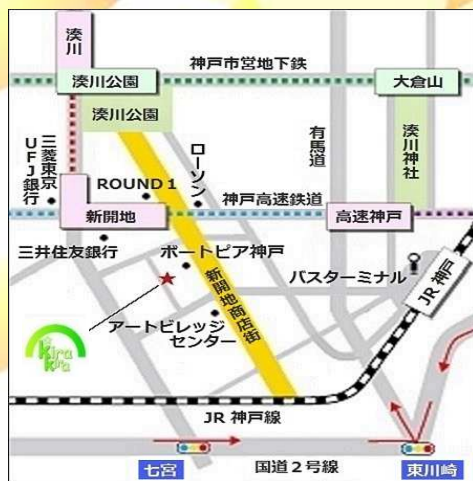 湊川
神戸市営地下鉄
湊川公園
大倉山
湊川公園
三菱東京
UFJ銀行
ROUND1
ローソン
有馬道
湊川神社
神戸高速鉄道
新開地
高速神戸
三井住友銀行
ポートピア神戸
バスターミナル
JR 神戸
新開地商店街
アートビレッジ
センター
kira
kira
JR 神戸線
七宮
国道2号線
東川崎